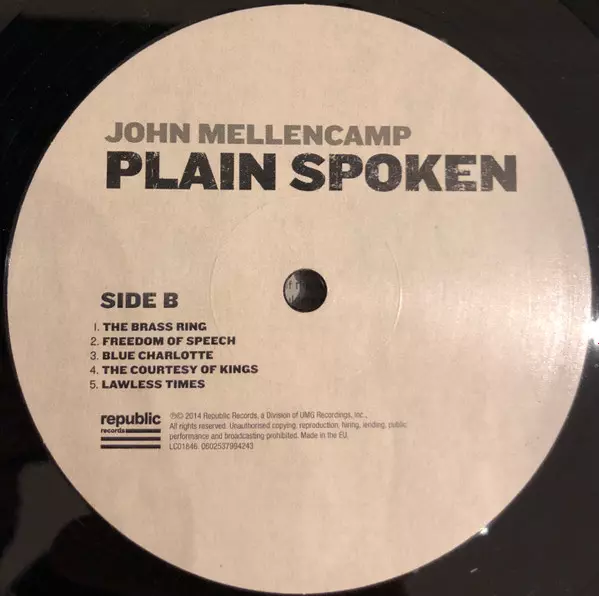 JOHN MELLENCAMP
PLAIN SPOKEN
SIDE B
1. THE BRASS RING
2. FREEDOM OF SPEECH
3. BLUE CHARLOTTE
4. THE COURTESY OF KINGS
5. LAWLESS TIMES
republic
records
℗© 2014 Republic Records, a Division of UMG Recordings, Inc.,
All rights reserved. Unauthorised copying, reproduction, hiring, lending, public
performance and broadcasting prohibited. Made in the EU.
LC01846 0602537994243